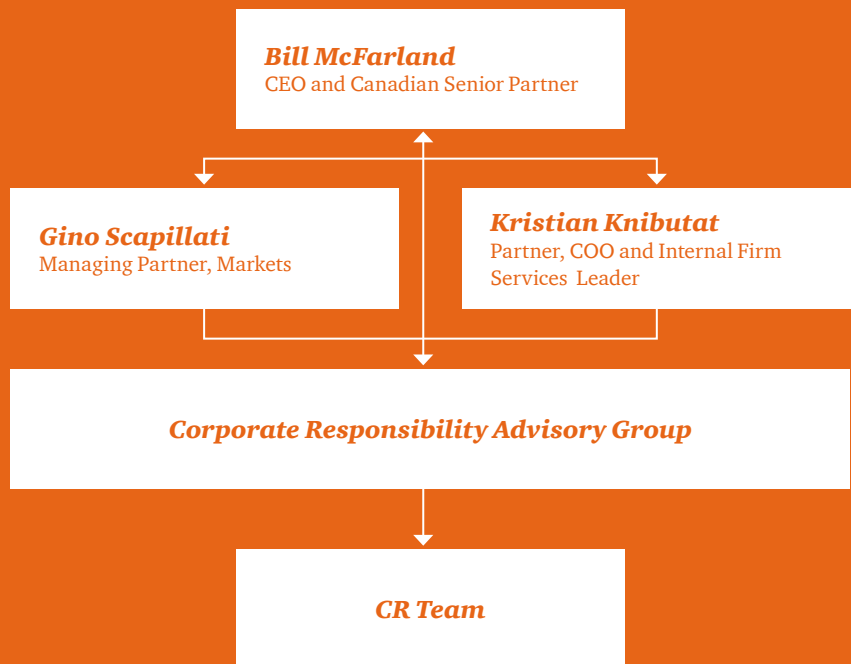 Bill McFarland
CEO and Canadian Senior Partner
Gino Scapillati
Managing Partner, Markets
Kristian Knibutat
Partner, COO and Internal Firm
Services Leader
Corporate Responsibility Advisory Group
CR Team